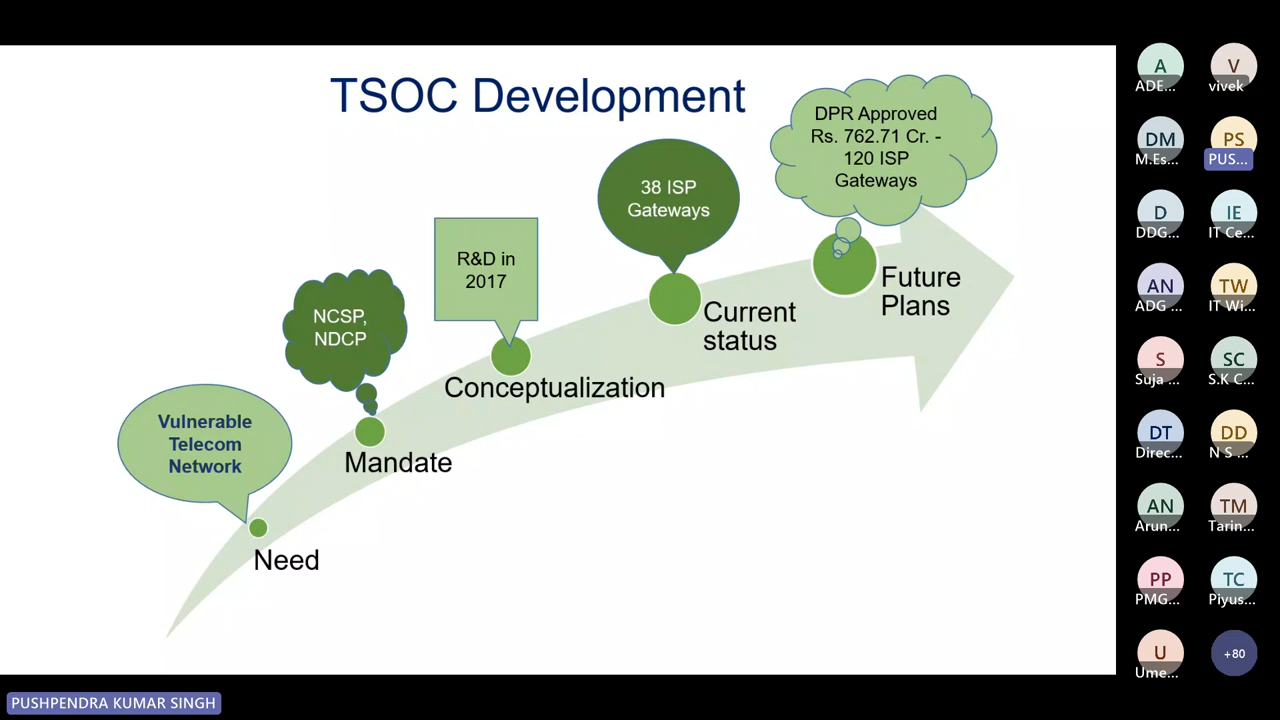 TSOC Development
DPR Approved
Rs. 762.71 Cr. -
120 ISP
Gateways
38 ISP
Gateways
R&D in
2017
NCSP,
NDCP
Vulnerable
Telecom
Network
Future
Plans
Current
status
Conceptualization
Mandate
Need
A
ADE...
V
vivek
DM
M.Es...
PS
PUS...
D
DDG...
IE
IT Ce...
AN
ADG ...
TW
IT Wi...
S
Suja ...
SC
S.K C...
DT
Direc...
DD
N S ...
AN
Arun...
TM
Tarin...
PP
PMG...
TC
Piyus...
U
Ume...
+80
PUSHPENDRA KUMAR SINGH